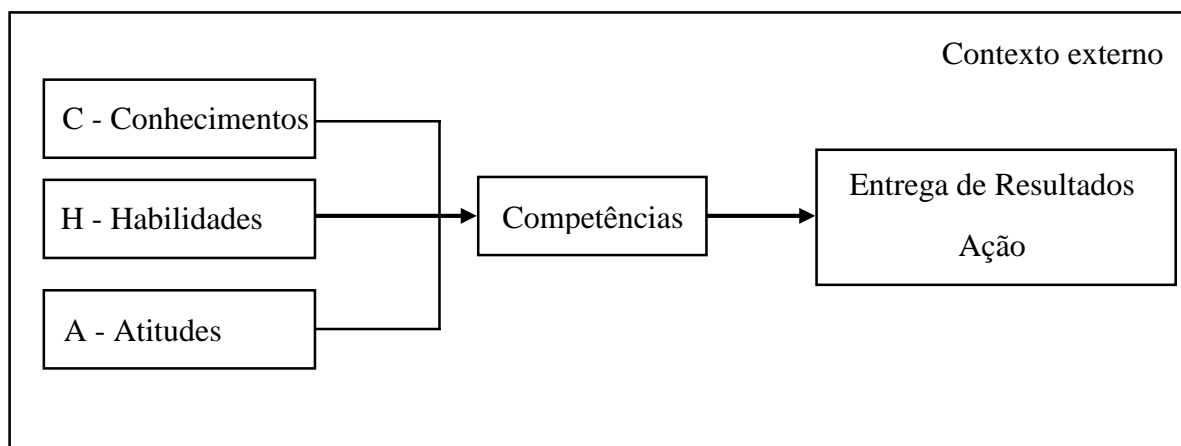 Contexto externo
C - Conhecimentos
H - Habilidades
A - Atitudes
Competências
Entrega de Resultados
Ação